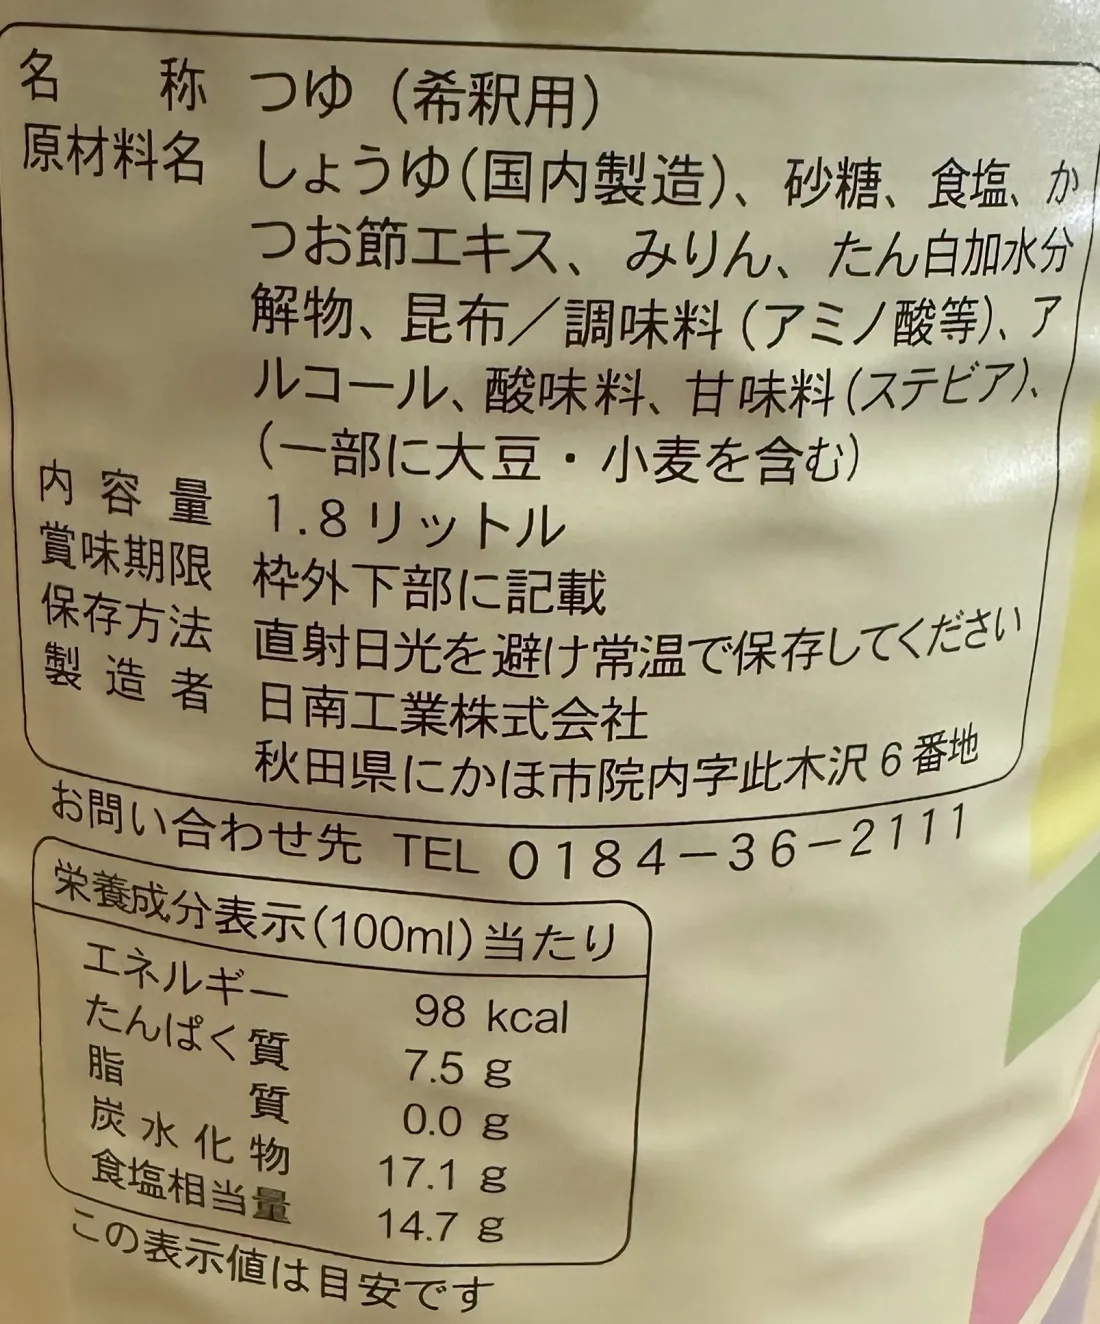 名称 つゆ（希釈用）
原材料名 しょうゆ(国内製造)、砂糖、食塩、か
つお節エキス、みりん、たん白加水分
解物、昆布／調味料(アミノ酸等)、ア
ルコール、酸味料、甘味料(ステビア)、
（一部に大豆・小麦を含む）
内容量 1.8リットル
賞味期限 枠外下部に記載
保存方法 直射日光を避け常温で保存してください
製造者 日南工業株式会社
秋田県にかほ市院内字此木沢6番地
お問い合わせ先 TEL 0184-36-2111
栄養成分表示(100ml)当たり
エネルギー 98 kcal
たんぱく質 7.5 g
脂質 0.0 g
炭水化物 17.1 g
食塩相当量 14.7 g
この表示値は目安です